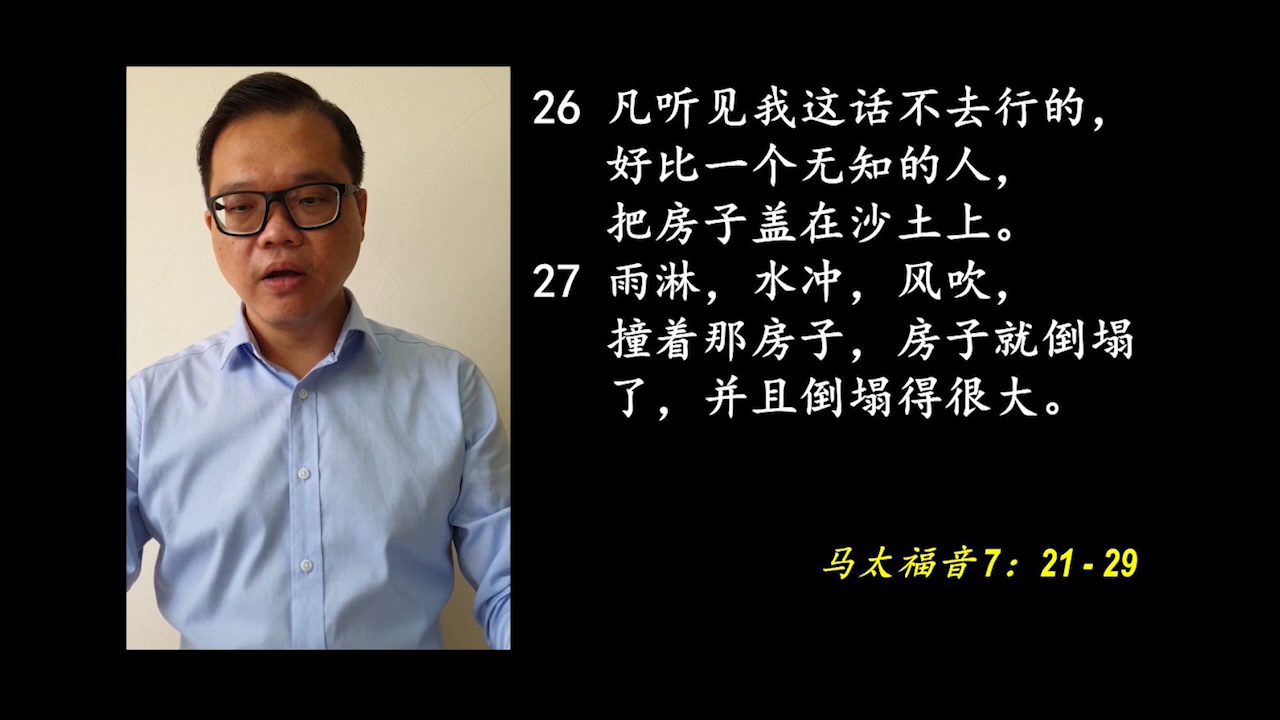 26 凡听见我这话不去行的，
好比一个无知的人，
把房子盖在沙土上。
27 雨淋，水冲，风吹，
撞着那房子，房子就倒塌
了，并且倒塌得很大。
马太福音 7：21 - 29